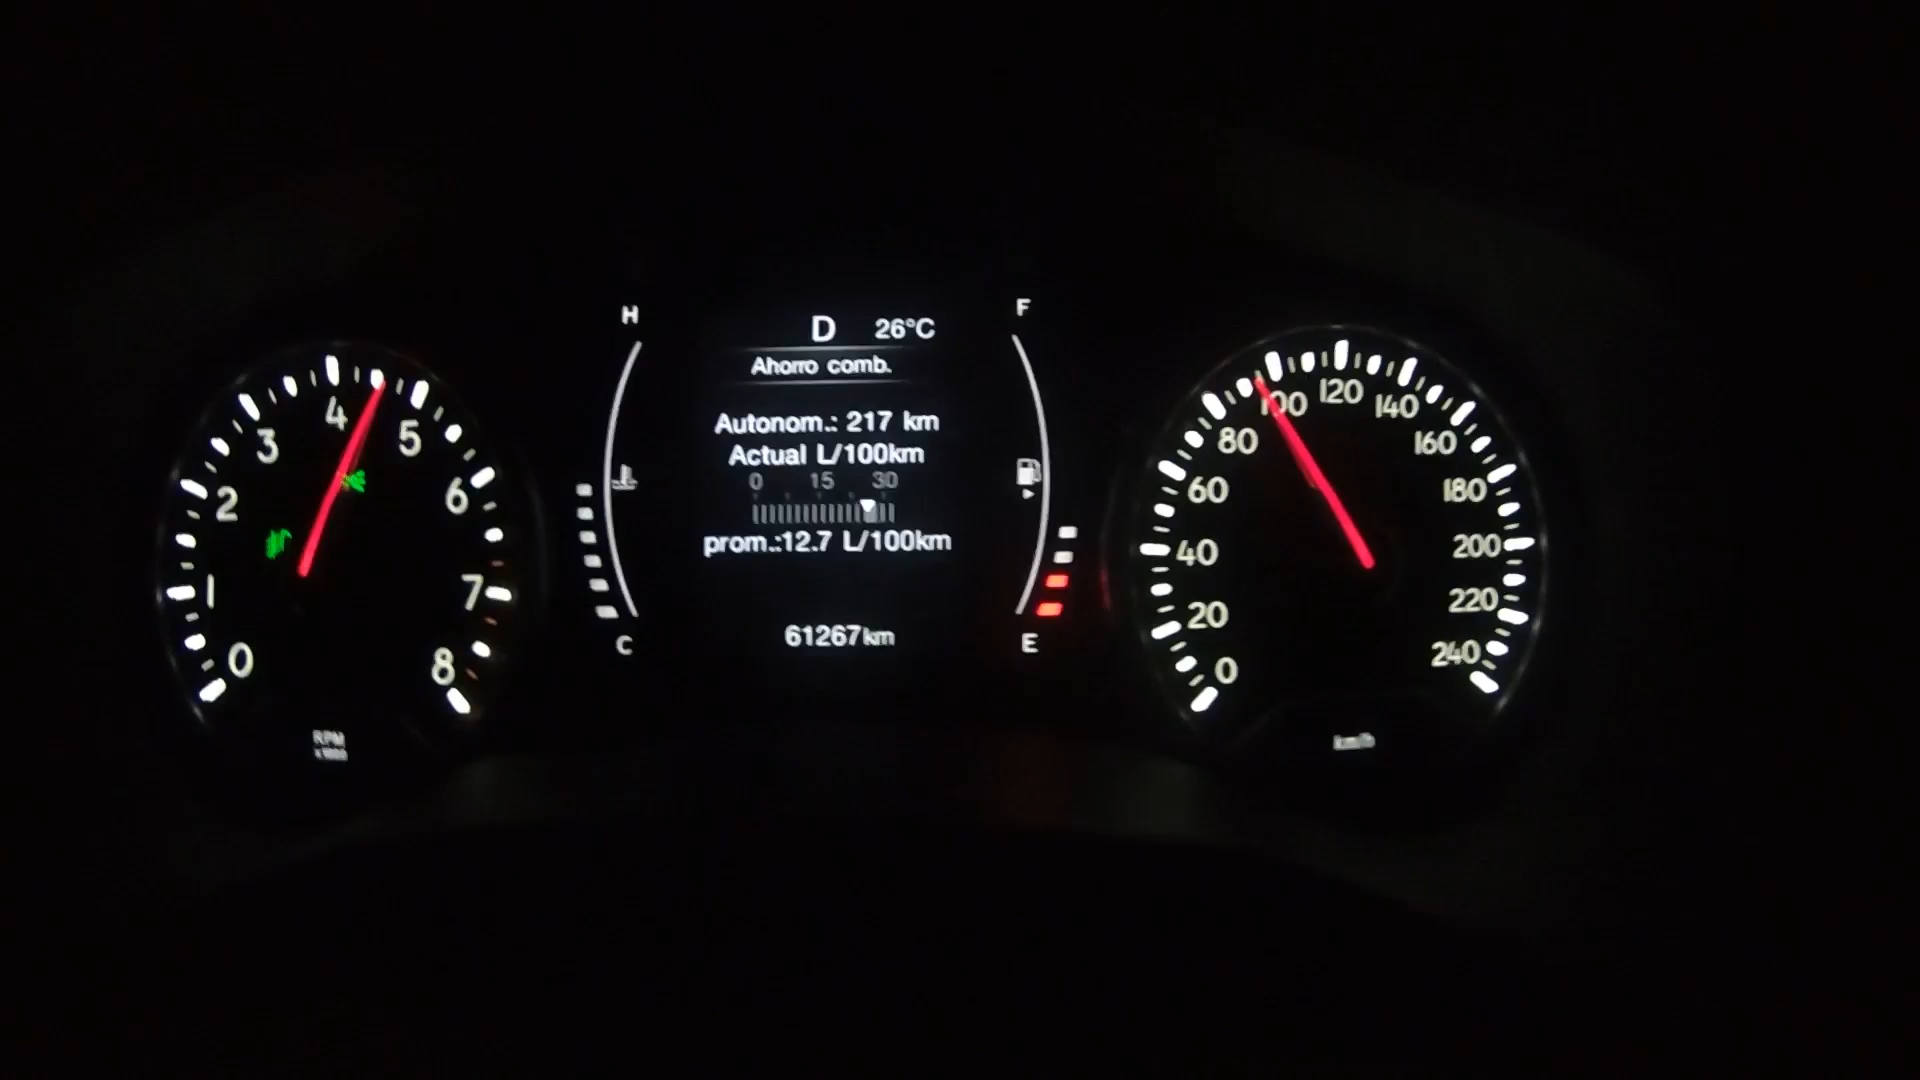 H
D 26°C
F
Ahorro comb.
Autonom.: 217 km
Actual L/100km
0 15 30
prom.:12.7 L/100km
61267km
C
E
0
1
2
3
4
5
6
7
8
RPM
0
20
40
60
80
100
120
140
160
180
200
220
240
km/h